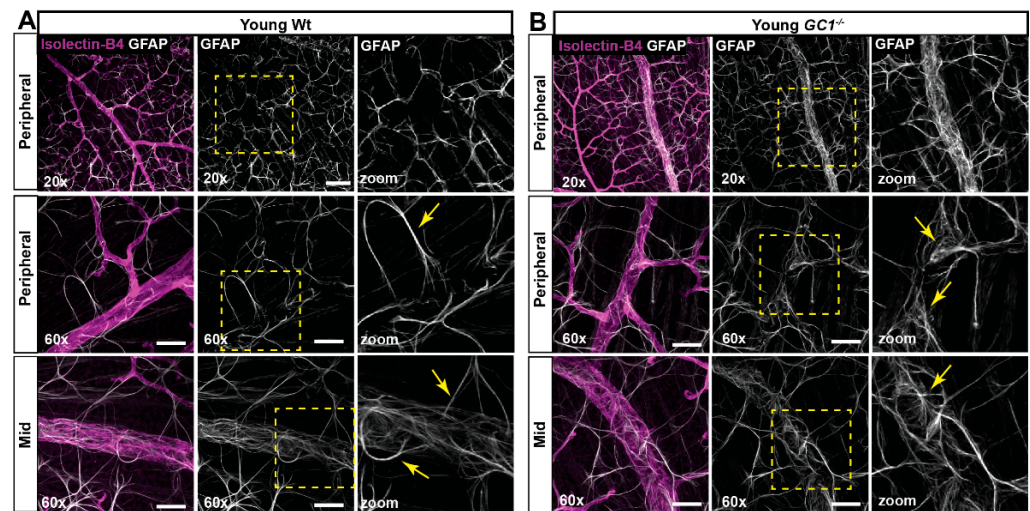 A
Young Wt
Peripheral
Isolectin-B4 GFAP
20x
GFAP
20x
GFAP
zoom
Peripheral
60x
60x
zoom
Mid
60x
60x
zoom
B
Young GC1-/-
Peripheral
Isolectin-B4 GFAP
20x
GFAP
20x
GFAP
zoom
Peripheral
60x
60x
zoom
Mid
60x
60x
zoom